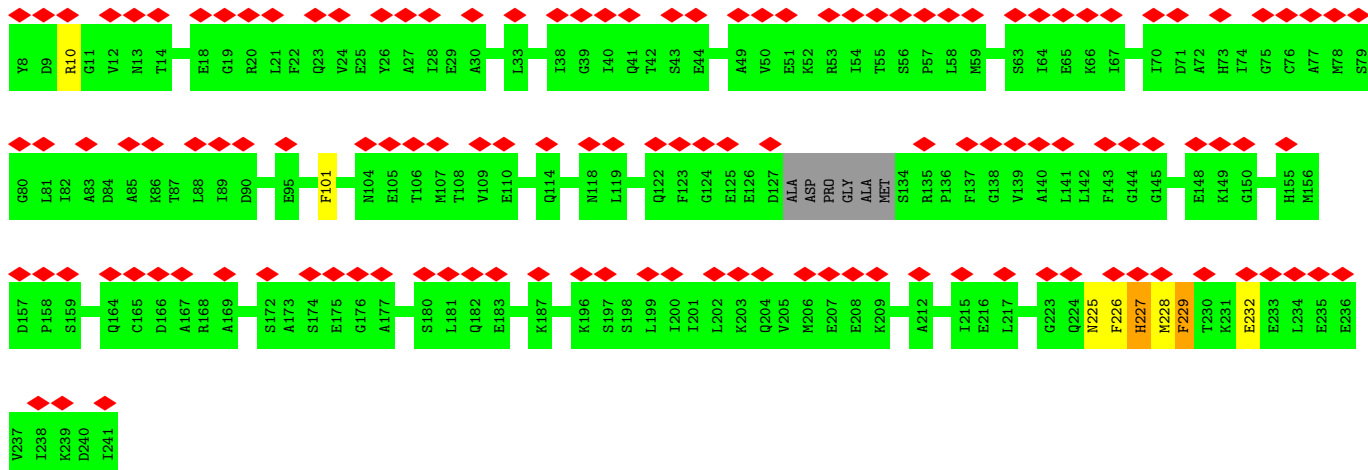 Y8 D9 R10 G11 V12 N13 T14 E18 G19 R20 L21 F22 Q23 V24 E25 Y26 A27 I28 E29 A30 L33 I38 G39 I40 Q41 T42 S43 E44 A49 V50 E51 K52 R53 I54 T55 S56 P57 L58 M59 S63 I64 E65 K66 I67 I70 D71 A72 H73 I74 G75 C76 A77 M78 S79
G80 L81 I82 A83 D84 A85 K86 T87 L88 I89 D90 E95 F101 N104 E105 T106 M107 T108 V109 E110 Q114 N118 L119 Q122 F123 G124 E125 E126 D127 ALA ASP PRO GLY ALA MET S134 R135 P136 F137 G138 V139 A140 L141 L142 F143 G144 G145 E148 K149 G150 H155 M156
D157 P158 S159 Q164 C165 D166 A167 R168 A169 S172 A173 S174 E175 G176 A177 S180 L181 Q182 E183 K187 K196 S197 S198 L199 I200 I201 L202 K203 Q204 V205 M206 E207 E208 K209 A212 I215 E216 L217 G223 Q224 N225 F226 H227 M228 F229 T230 K231 E232 E233 L234 E235 E236
V237 I238 K239 D240 I241